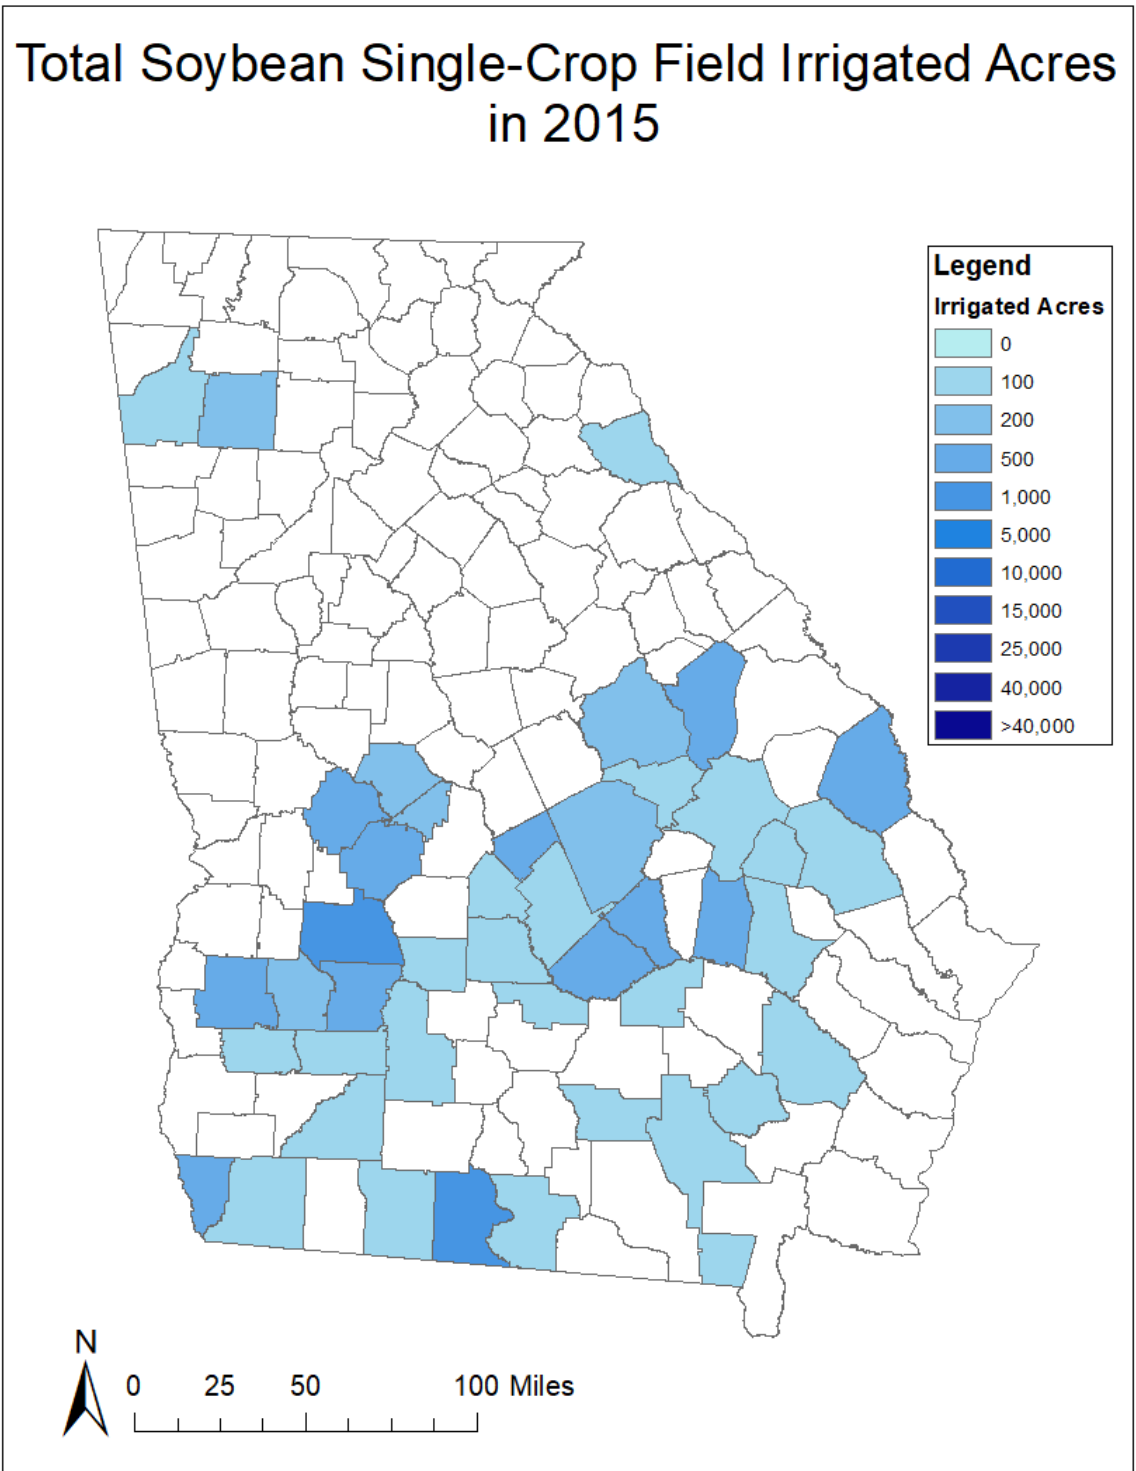 Total Soybean Single-Crop Field Irrigated Acres
in 2015
Legend
Irrigated Acres
0
100
200
500
1,000
5,000
10,000
15,000
25,000
40,000
>40,000
N
0 25 50 100 Miles